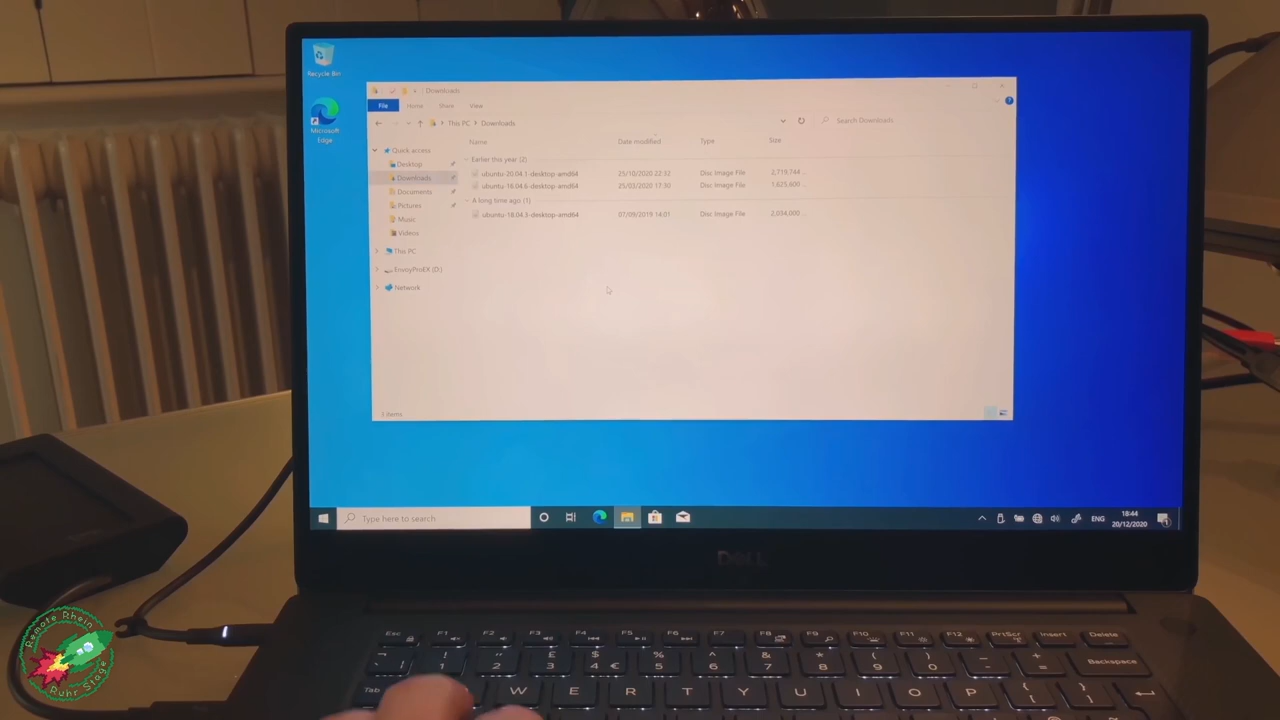 Recycle Bin
Microsoft
Edge
Downloads
File Home Share View
This PC Downloads
Search Downloads
Name Date modified Type Size
Quick access
Desktop
Downloads
Documents
Pictures
Music
Videos
This PC
EnvoyProEX (D:)
Network
Earlier this year (2)
ubuntu-20.04.1-desktop-amd64 25/10/2020 22:32 Disc Image File 2,719,744 ...
ubuntu-16.04.6-desktop-amd64 25/03/2020 17:30 Disc Image File 1,625,600 ...
A long time ago (1)
ubuntu-18.04.3-desktop-amd64 07/09/2019 14:01 Disc Image File 2,034,000 ...
3 items
Type here to search
ENG
18:44
20/12/2020
DELL
Esc F1 F2 F3 F4 F5 F6 F7 F8 F9 F10 F11 F12 PrtScr Insert Delete
! " £ $ % ^ & * ( ) _ +
1 2 3 4 € 5 6 7 8 9 0 - = Backspace
Tab W E R T Y U I O P { }
Remote Rhein
Ruhr Stage